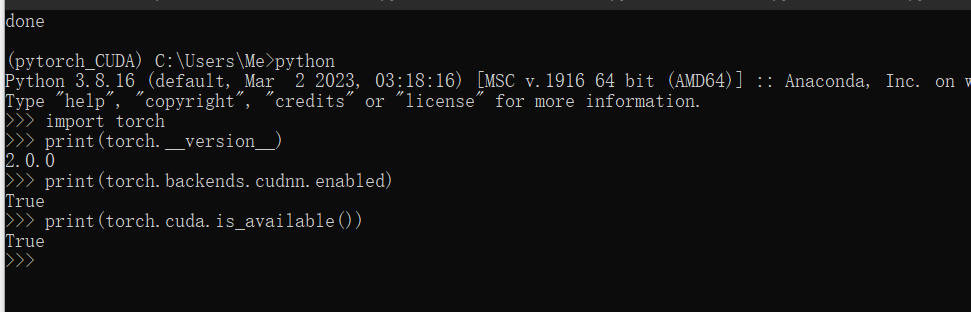 done
(pytorch_CUDA) C:\Users\Me>python
Python 3.8.16 (default, Mar  2 2023, 03:18:16) [MSC v.1916 64 bit (AMD64)] :: Anaconda, Inc. on
Type "help", "copyright", "credits" or "license" for more information.
>>> import torch
>>> print(torch.__version__)
2.0.0
>>> print(torch.backends.cudnn.enabled)
True
>>> print(torch.cuda.is_available())
True
>>>